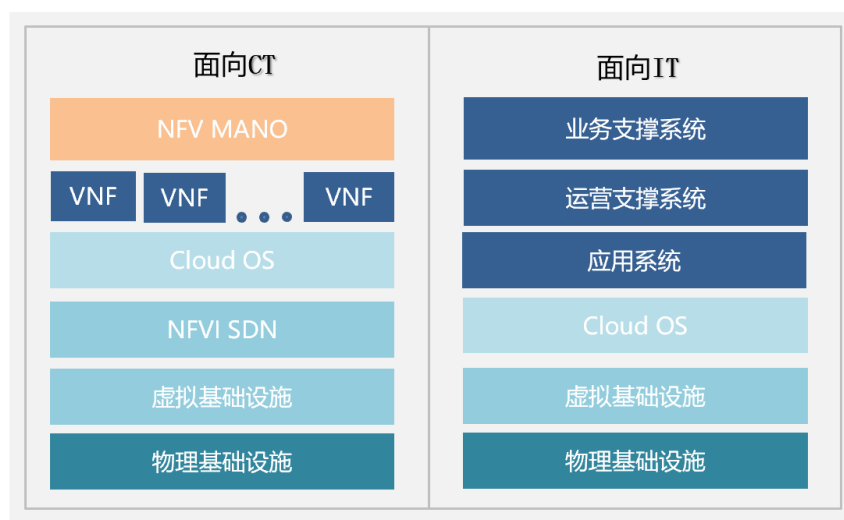 面向CT
NFV MANO
VNF VNF VNF
Cloud OS
NFVI SDN
虚拟基础设施
物理基础设施
面向IT
业务支撑系统
运营支撑系统
应用系统
Cloud OS
虚拟基础设施
物理基础设施